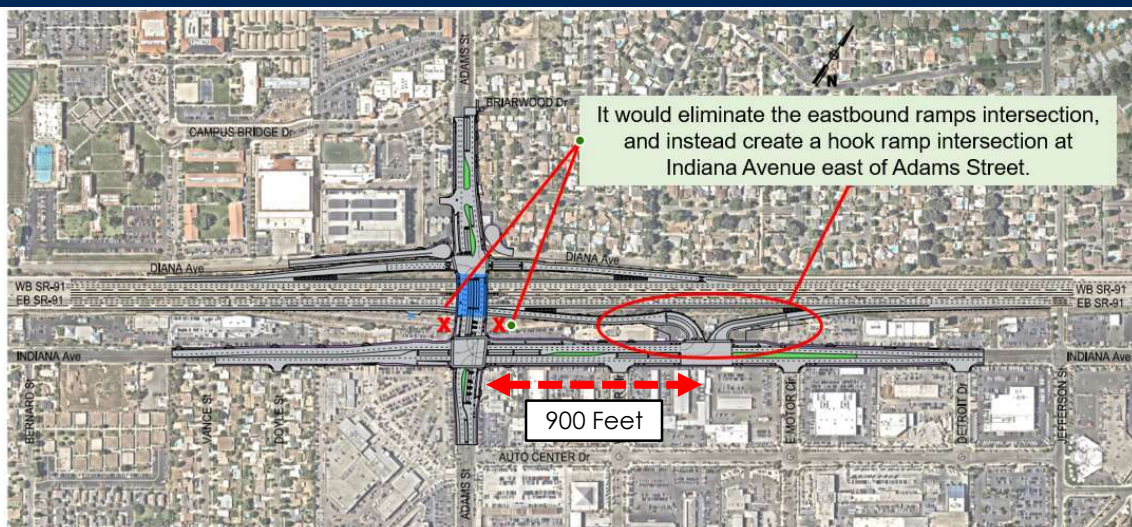 ADAMS ST
BRIARWOOD Dr
N
It would eliminate the eastbound ramps intersection,
and instead create a hook ramp intersection at
Indiana Avenue east of Adams Street.
CAMPUS BRIDGE Dr
DIANA Ave
DIANA Ave
WB SR-91
EB SR-91
WB SR-91
EB SR-91
X
X
INDIANA Ave
INDIANA Ave
BERNARD St
VANCE St
DOYLE St
900 Feet
E MOTOR Cir
DETROIT Dr
JEFFERSON St
AUTO CENTER Dr
ADAMS St